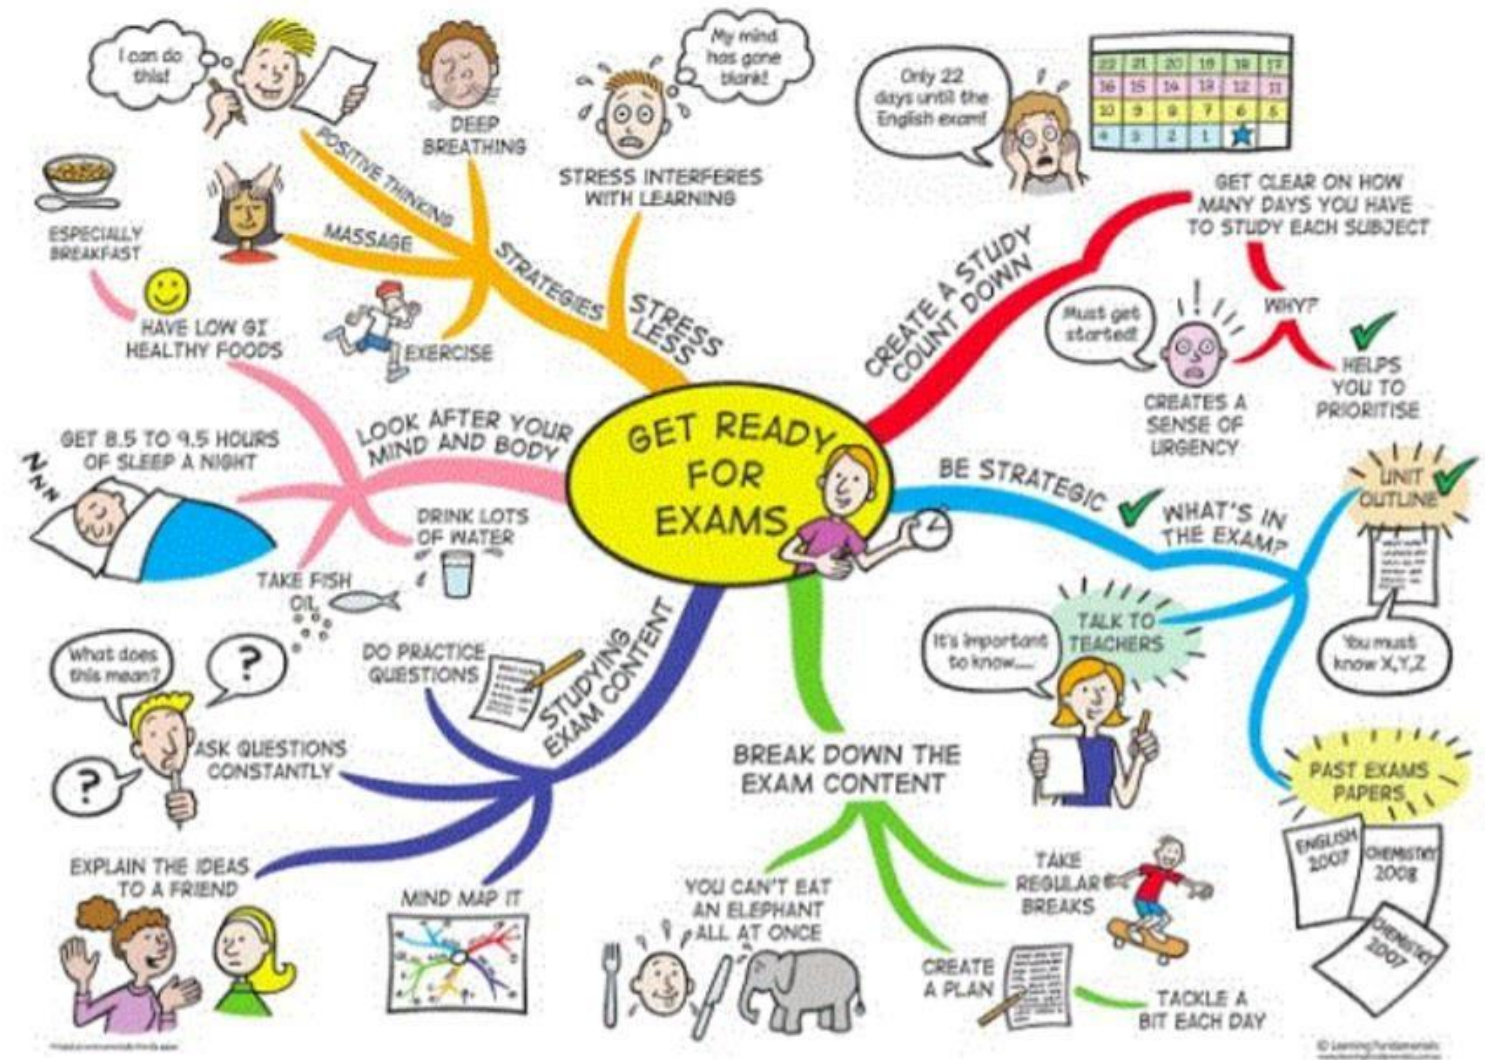 GET READY
FOR
EXAMS
CREATE A STUDY
COUNT DOWN
GET CLEAR ON HOW
MANY DAYS YOU HAVE
TO STUDY EACH SUBJECT
Only 22
days until the
English exam!
22 21 20 19 18 17
16 15 14 13 12 11
10 9 8 7 6 5
4 3 2 1
WHY?
Must get
started!
!
CREATES A
SENSE OF
URGENCY
HELPS
YOU TO
PRIORITISE
BE STRATEGIC
WHAT'S IN
THE EXAM?
UNIT
OUTLINE
You must
know X,Y,Z
TALK TO
TEACHERS
It's important
to know....
PAST EXAMS
PAPERS
ENGLISH
2007
CHEMISTRY
2008
CHEMISTRY
2007
BREAK DOWN THE
EXAM CONTENT
YOU CAN'T EAT
AN ELEPHANT
ALL AT ONCE
TAKE
REGULAR
BREAKS
CREATE
A PLAN
TACKLE A
BIT EACH DAY
STUDYING
EXAM CONTENT
DO PRACTICE
QUESTIONS
ASK QUESTIONS
CONSTANTLY
What does
this mean?
?
?
EXPLAIN THE IDEAS
TO A FRIEND
MIND MAP IT
LOOK AFTER YOUR
MIND AND BODY
HAVE LOW GI
HEALTHY FOODS
ESPECIALLY
BREAKFAST
GET 8.5 TO 9.5 HOURS
OF SLEEP A NIGHT
ZZZZ
TAKE FISH
OIL
DRINK LOTS
OF WATER
STRESS
LESS
STRESS INTERFERES
WITH LEARNING
My mind
has gone
blank!
STRATEGIES
POSITIVE THINKING
I can do
this!
DEEP
BREATHING
MASSAGE
EXERCISE
© Learning Fundamentals